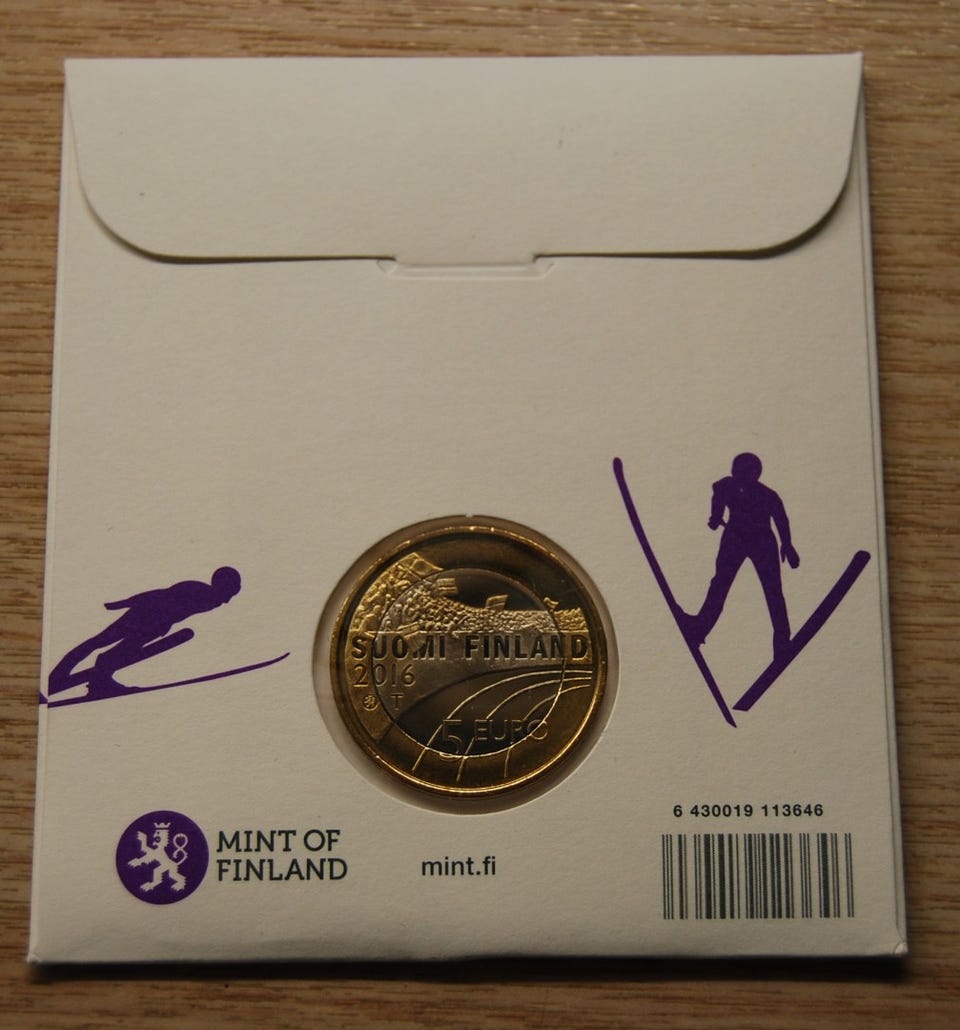 SUOMI FINLAND
2016
T
5 EURO
6 430019 113646
MINT OF
FINLAND
mint.fi